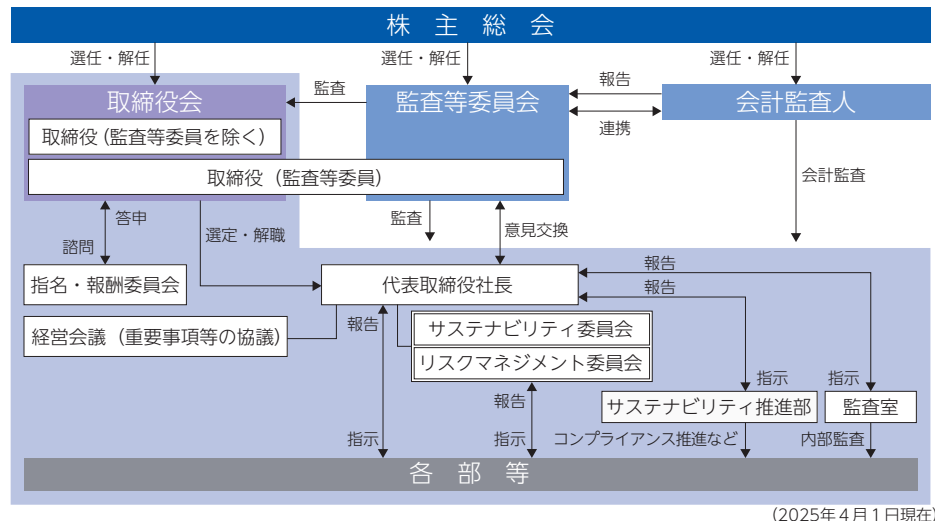 株主総会
選任・解任
選任・解任
選任・解任
取締役会
監査
監査等委員会
報告
連携
会計監査人
取締役（監査等委員を除く）
取締役（監査等委員）
会計監査
答申
諮問
選定・解職
監査
意見交換
指名・報酬委員会
代表取締役社長
報告
報告
経営会議（重要事項等の協議）
報告
サステナビリティ委員会
リスクマネジメント委員会
指示
指示
報告
サステナビリティ推進部
監査室
指示
指示
コンプライアンス推進など
内部監査
各部等
（2025年4月1日現在）